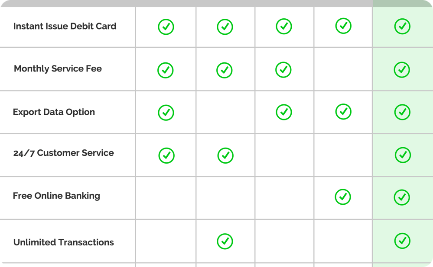 Instant Issue Debit Card
Monthly Service Fee
Export Data Option
24/7 Customer Service
Free Online Banking
Unlimited Transactions